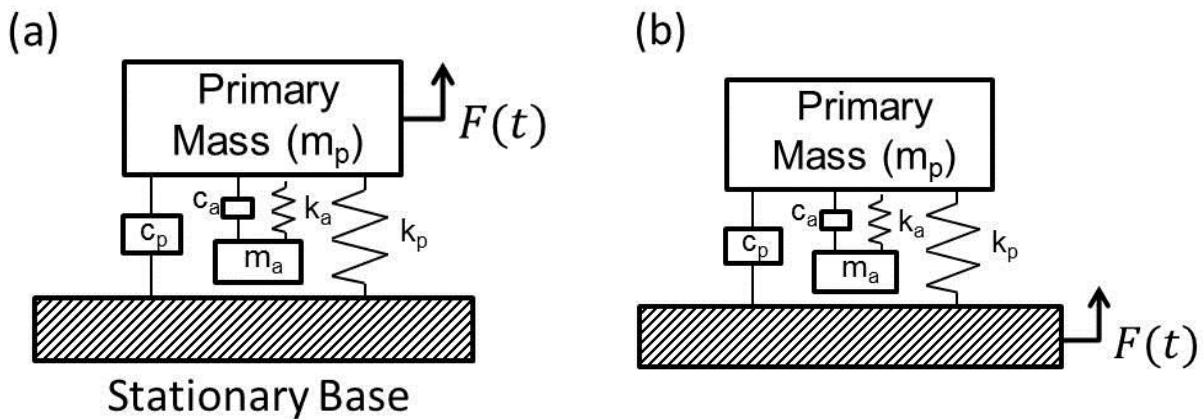 (a)
Primary
Mass (mₚ)
F(t)
cₚ
cₐ
kₐ
kₚ
mₐ
Stationary Base
(b)
Primary
Mass (mₚ)
cₚ
cₐ
kₐ
kₚ
mₐ
F(t)